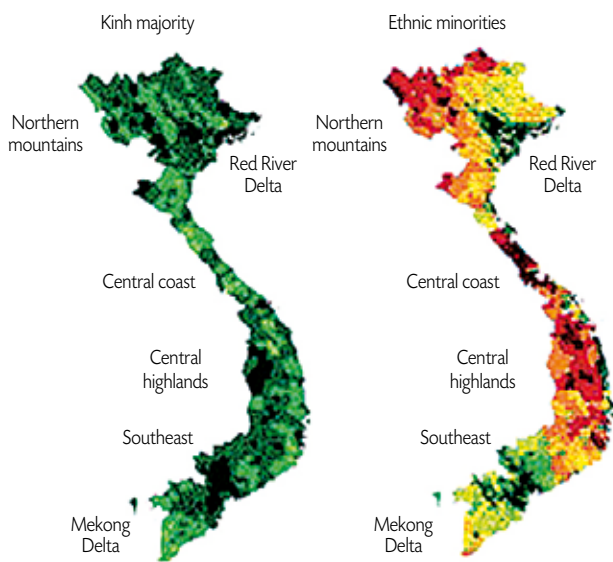 Kinh majority
Northern
mountains
Red River
Delta
Central coast
Central
highlands
Southeast
Mekong
Delta
Ethnic minorities
Northern
mountains
Red River
Delta
Central coast
Central
highlands
Southeast
Mekong
Delta